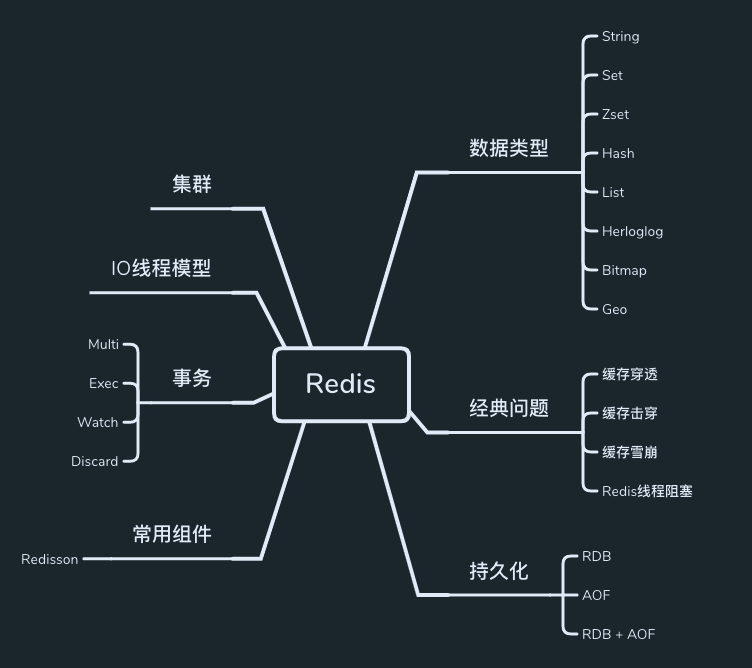 Redis
数据类型
String
Set
Zset
Hash
List
Herloglog
Bitmap
Geo
经典问题
缓存穿透
缓存击穿
缓存雪崩
Redis线程阻塞
持久化
RDB
AOF
RDB + AOF
集群
IO线程模型
事务
Multi
Exec
Watch
Discard
常用组件
Redisson